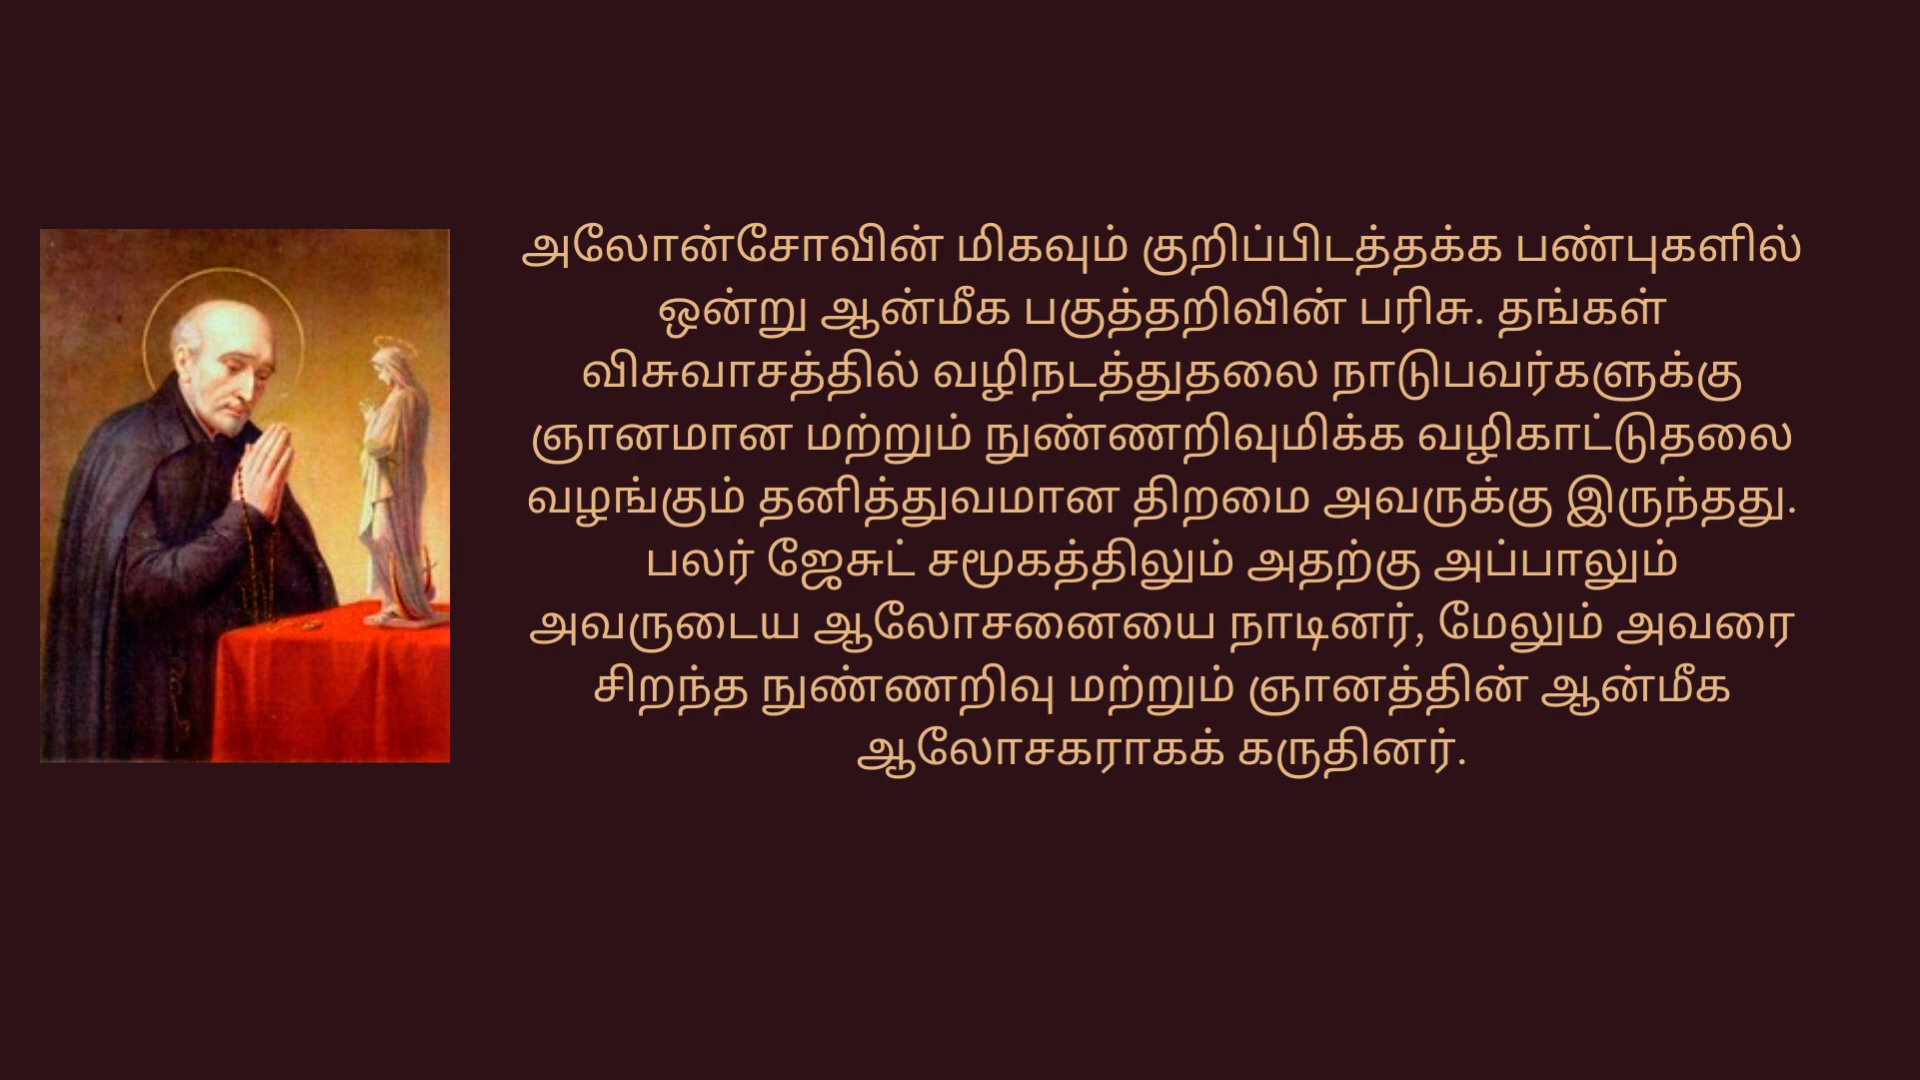 அலோன்சோவின் மிகவும் குறிப்பிடத்தக்க பண்புகளில்
ஒன்று ஆன்மீக பகுத்தறிவின் பரிசு. தங்கள்
விசுவாசத்தில் வழிநடத்துதலை நாடுபவர்களுக்கு
ஞானமான மற்றும் நுண்ணறிவுமிக்க வழிகாட்டுதலை
வழங்கும் தனித்துவமான திறமை அவருக்கு இருந்தது.
பலர் ஜேசுட் சமூகத்திலும் அதற்கு அப்பாலும்
அவருடைய ஆலோசனையை நாடினர், மேலும் அவரை
சிறந்த நுண்ணறிவு மற்றும் ஞானத்தின் ஆன்மீக
ஆலோசகராகக் கருதினர்.